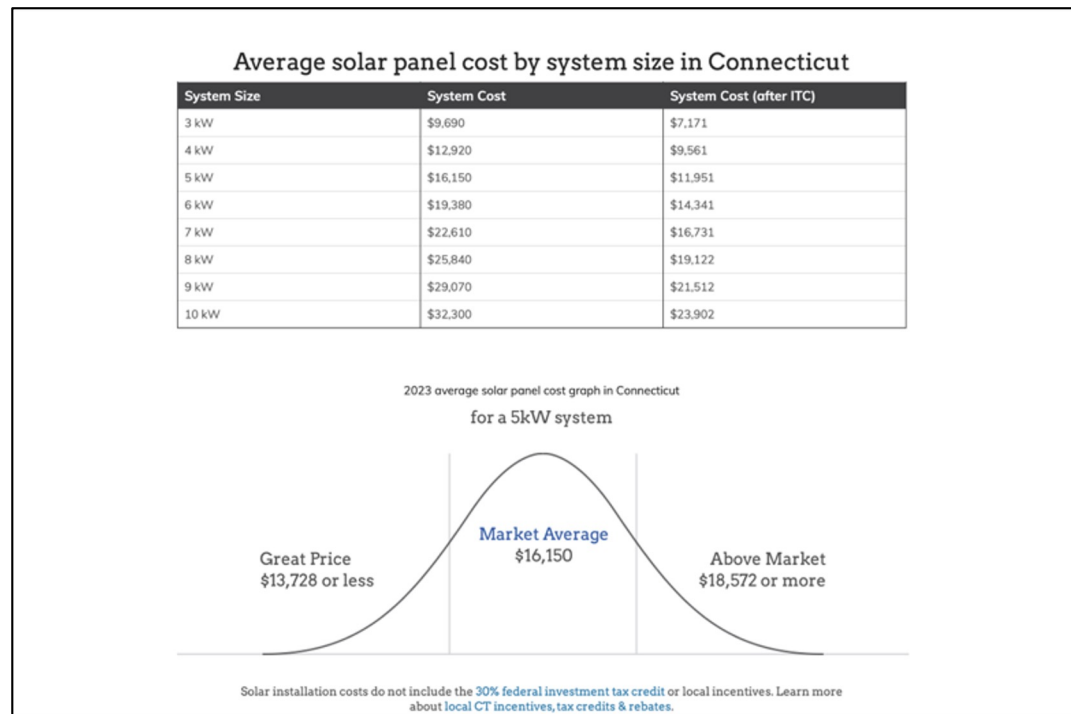 Average solar panel cost by system size in Connecticut
System Size System Cost System Cost (after ITC)
3 kW $9,690 $7,171
4 kW $12,920 $9,561
5 kW $16,150 $11,951
6 kW $19,380 $14,341
7 kW $22,610 $16,731
8 kW $25,840 $19,122
9 kW $29,070 $21,512
10 kW $32,300 $23,902
2023 average solar panel cost graph in Connecticut
for a 5kW system
Market Average
$16,150
Great Price
$13,728 or less
Above Market
$18,572 or more
Solar installation costs do not include the 30% federal investment tax credit or local incentives. Learn more
about local CT incentives, tax credits & rebates.